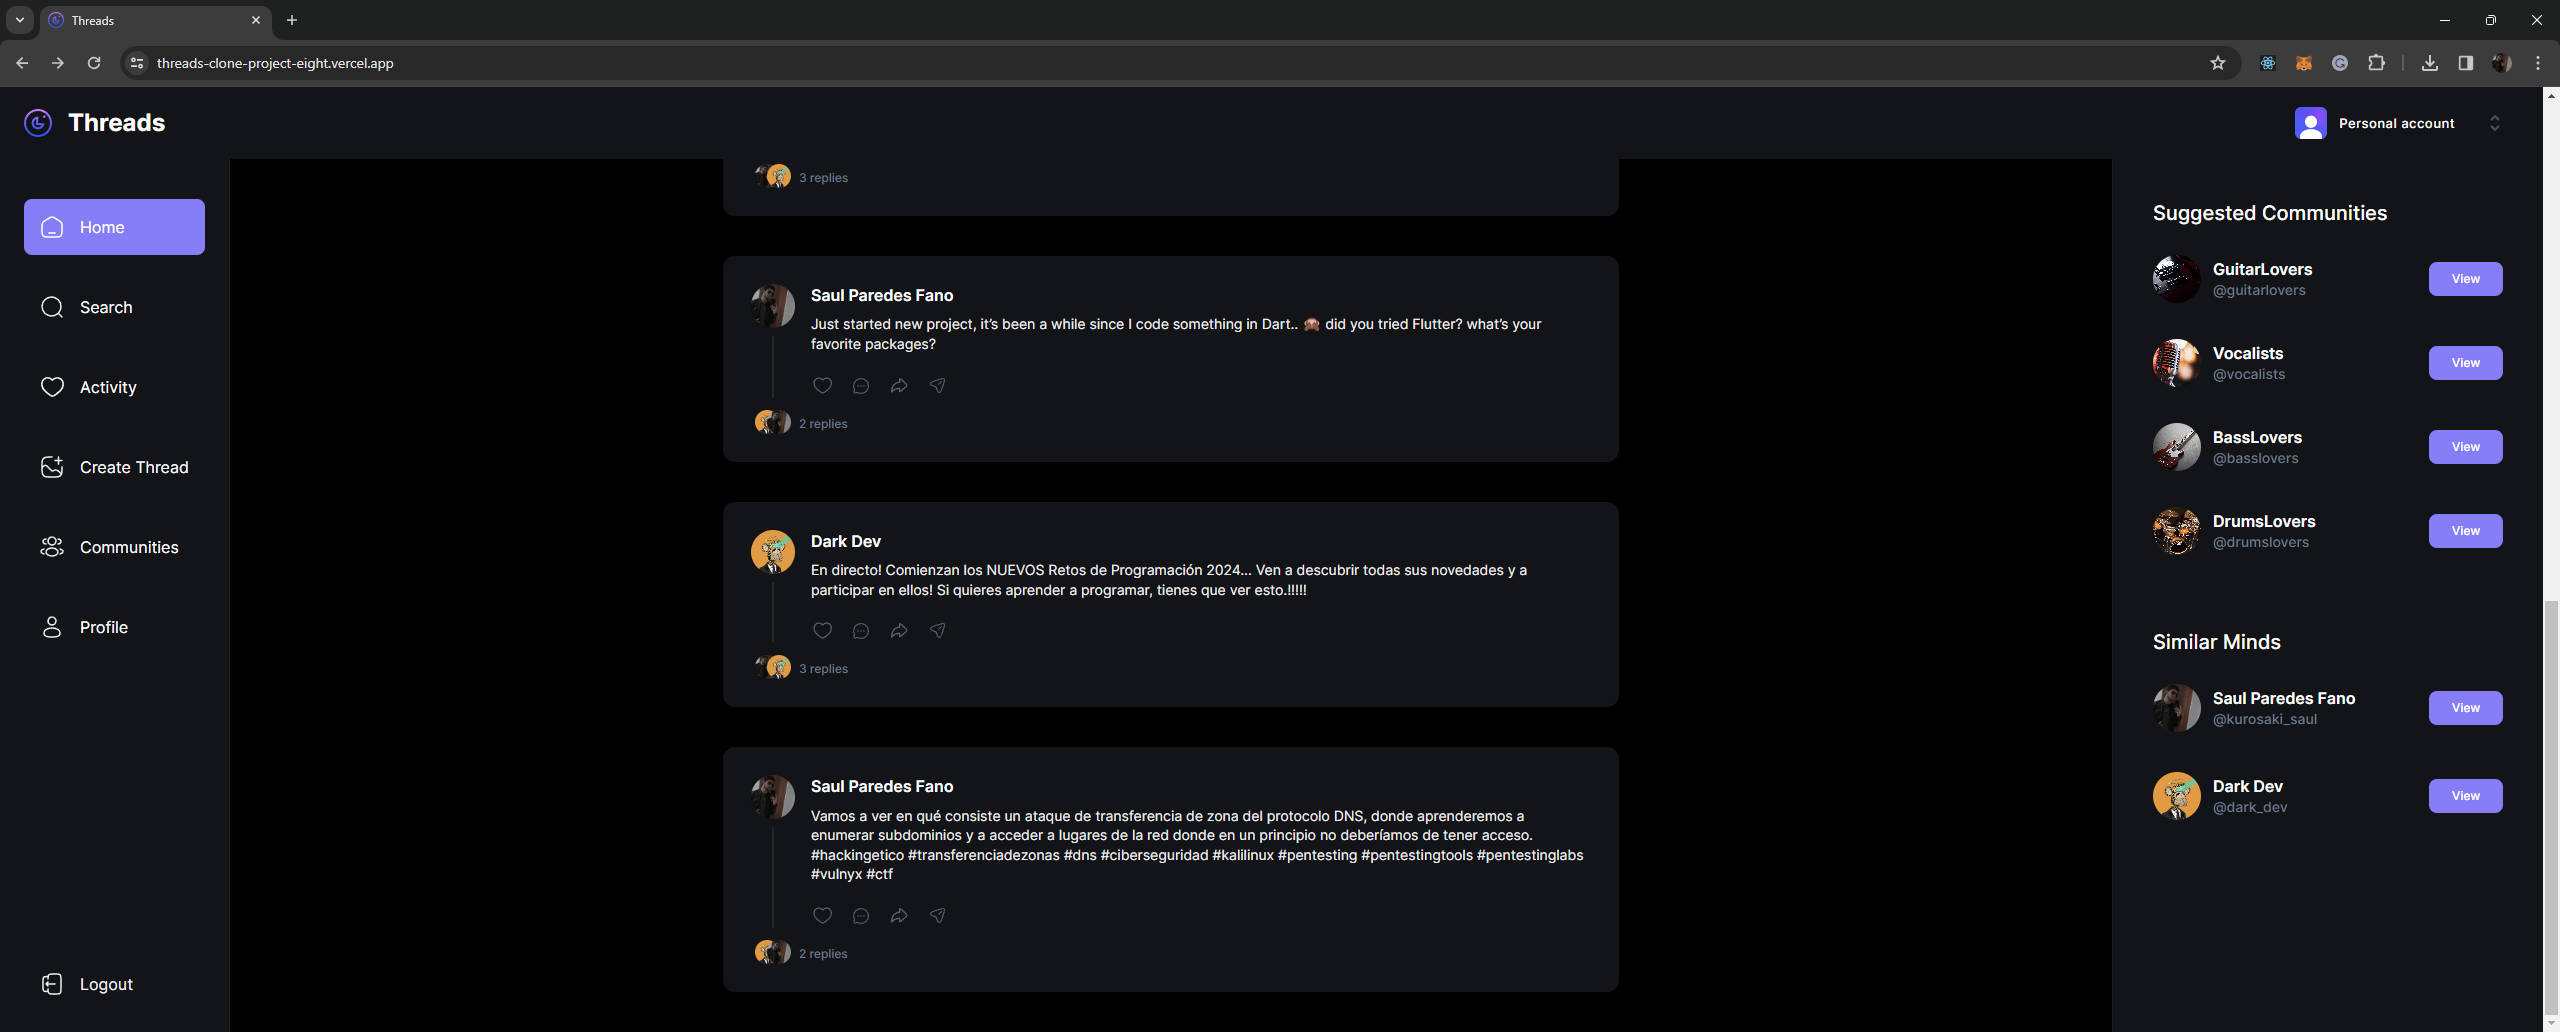 Threads
threads-clone-project-eight.vercel.app
Threads
Personal account
Home
Search
Activity
Create Thread
Communities
Profile
Logout
3 replies
Saul Paredes Fano
Just started new project, it’s been a while since I code something in Dart.. 🙈 did you tried Flutter? what’s your
favorite packages?
2 replies
Dark Dev
En directo! Comienzan los NUEVOS Retos de Programación 2024... Ven a descubrir todas sus novedades y a
participar en ellos! Si quieres aprender a programar, tienes que ver esto.!!!!!
3 replies
Saul Paredes Fano
Vamos a ver en qué consiste un ataque de transferencia de zona del protocolo DNS, donde aprenderemos a
enumerar subdominios y a acceder a lugares de la red donde en un principio no deberíamos de tener acceso.
#hackingetico #transferenciadezonas #dns #ciberseguridad #kalilinux #pentesting #pentestingtools #pentestinglabs
#vulnyx #ctf
2 replies
Suggested Communities
GuitarLovers
@guitarlovers
View
Vocalists
@vocalists
View
BassLovers
@basslovers
View
DrumsLovers
@drumslovers
View
Similar Minds
Saul Paredes Fano
@kurosaki_saul
View
Dark Dev
@dark_dev
View